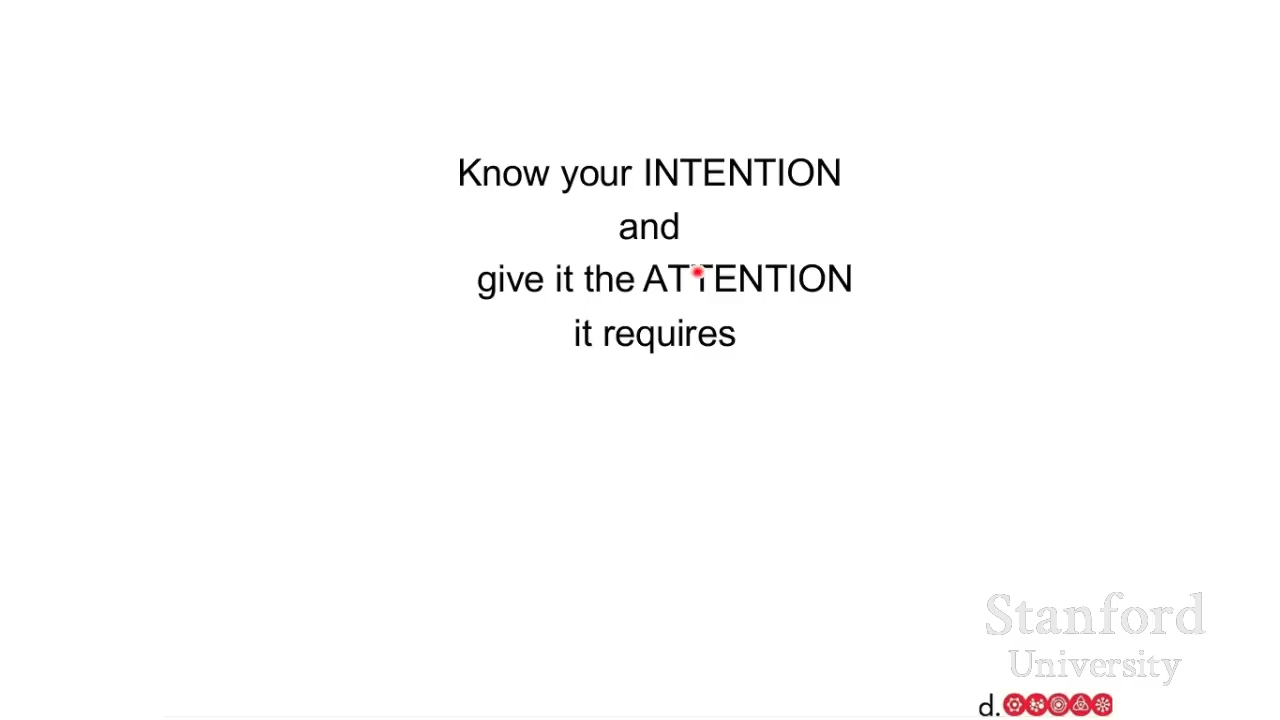 Know your INTENTION
and
give it the ATTENTION
it requires
Stanford
University
d.